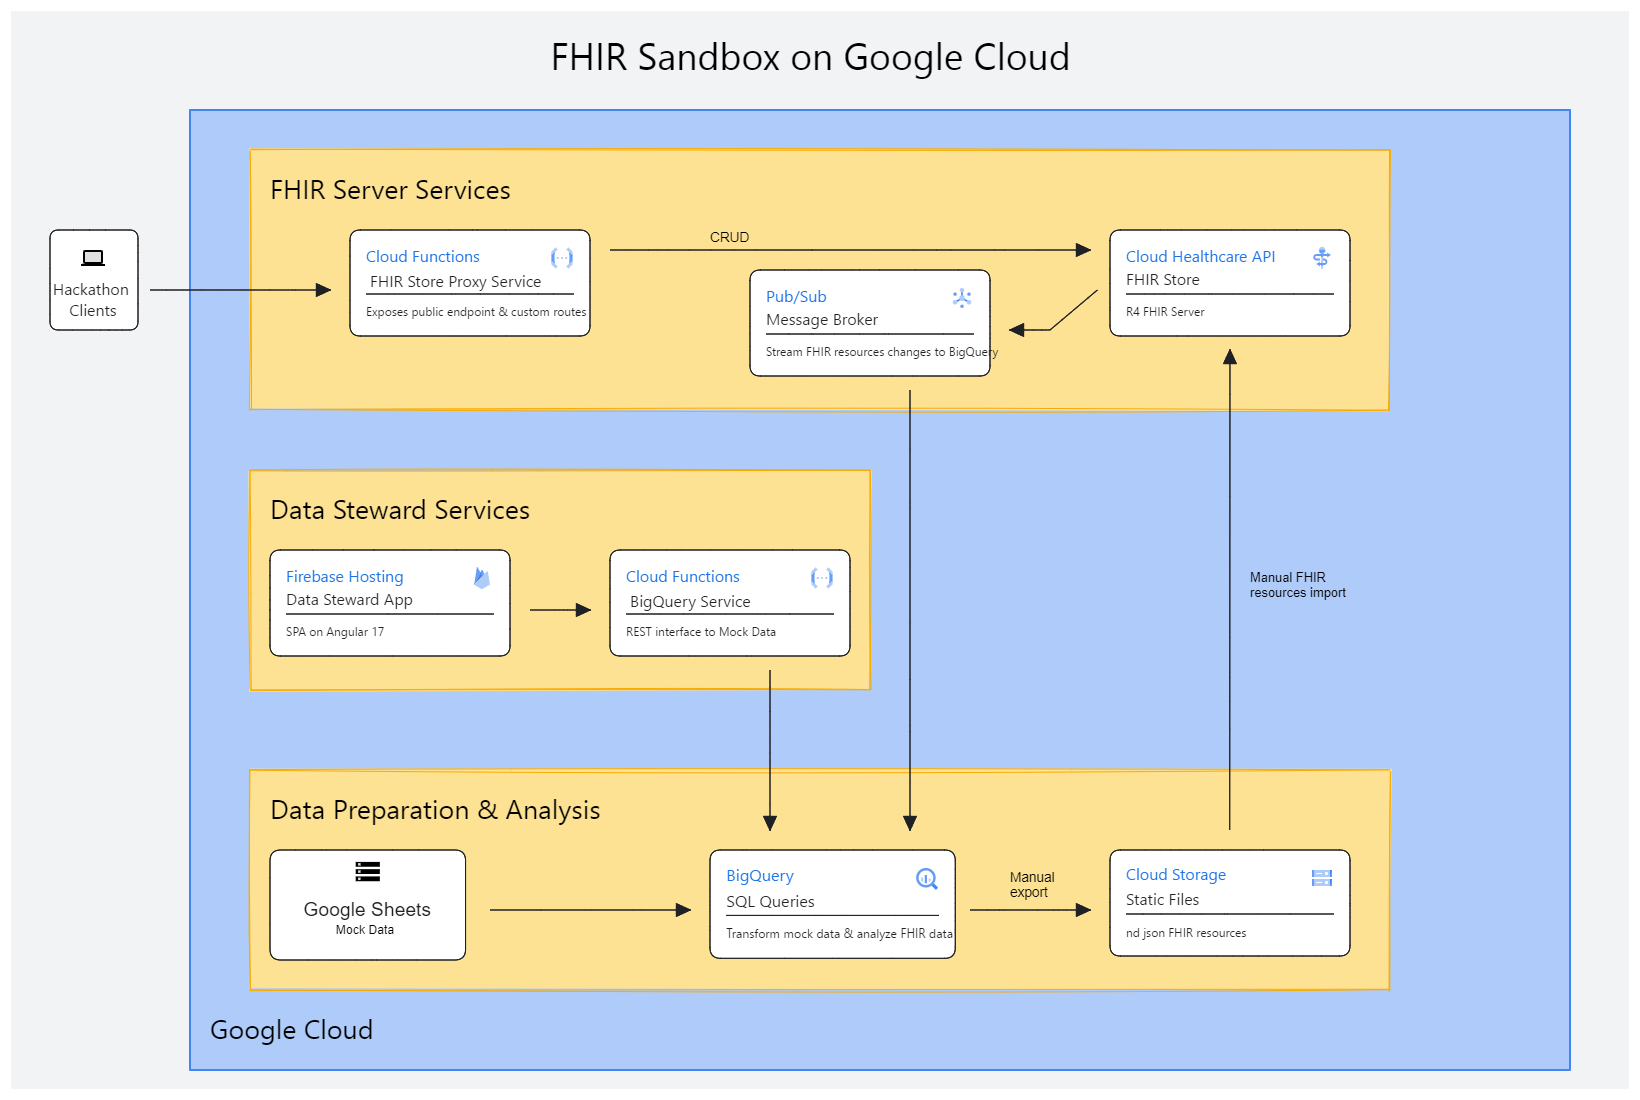 FHIR Sandbox on Google Cloud
FHIR Server Services
Hackathon
Clients
Cloud Functions
FHIR Store Proxy Service
Exposes public endpoint & custom routes
CRUD
Pub/Sub
Message Broker
Stream FHIR resources changes to BigQuery
Cloud Healthcare API
FHIR Store
R4 FHIR Server
Data Steward Services
Firebase Hosting
Data Steward App
SPA on Angular 17
Cloud Functions
BigQuery Service
REST interface to Mock Data
Manual FHIR
resources import
Data Preparation & Analysis
Google Sheets
Mock Data
BigQuery
SQL Queries
Transform mock data & analyze FHIR data
Manual
export
Cloud Storage
Static Files
nd json FHIR resources
Google Cloud